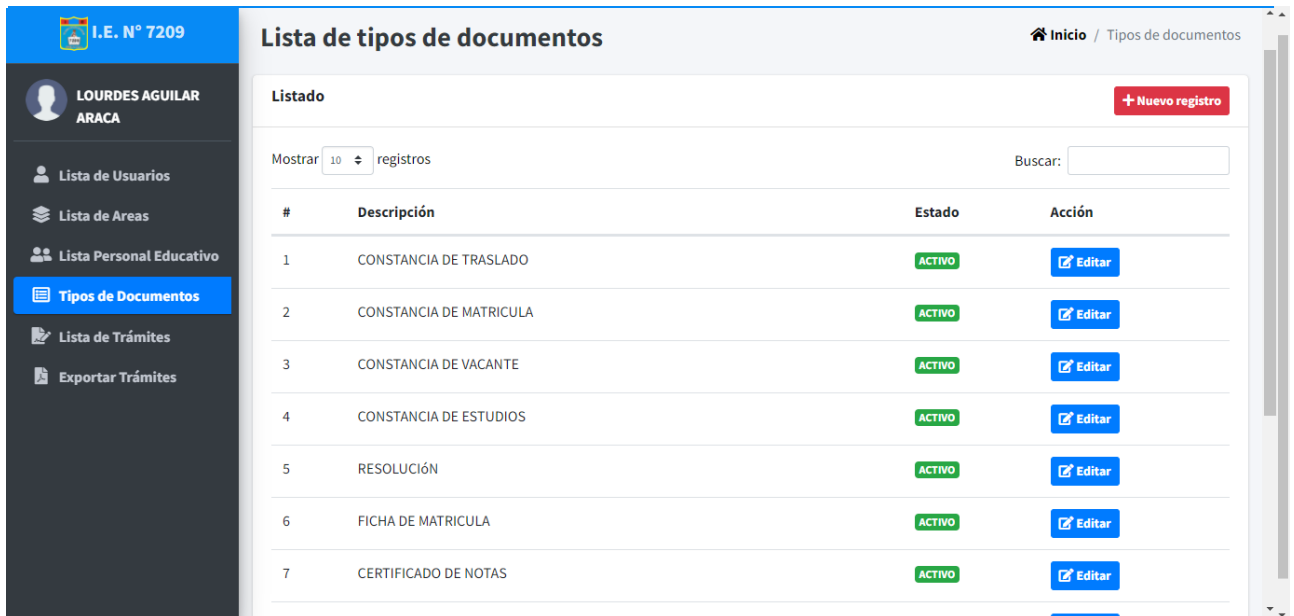 I.E. N° 7209
LOURDES AGUILAR
ARACA
Lista de Usuarios
Lista de Areas
Lista Personal Educativo
Tipos de Documentos
Lista de Trámites
Exportar Trámites
Lista de tipos de documentos
Inicio / Tipos de documentos
Listado
+ Nuevo registro
Mostrar 10 registros
Buscar:
# Descripción Estado Acción
1 CONSTANCIA DE TRASLADO ACTIVO Editar
2 CONSTANCIA DE MATRICULA ACTIVO Editar
3 CONSTANCIA DE VACANTE ACTIVO Editar
4 CONSTANCIA DE ESTUDIOS ACTIVO Editar
5 RESOLUCIóN ACTIVO Editar
6 FICHA DE MATRICULA ACTIVO Editar
7 CERTIFICADO DE NOTAS ACTIVO Editar